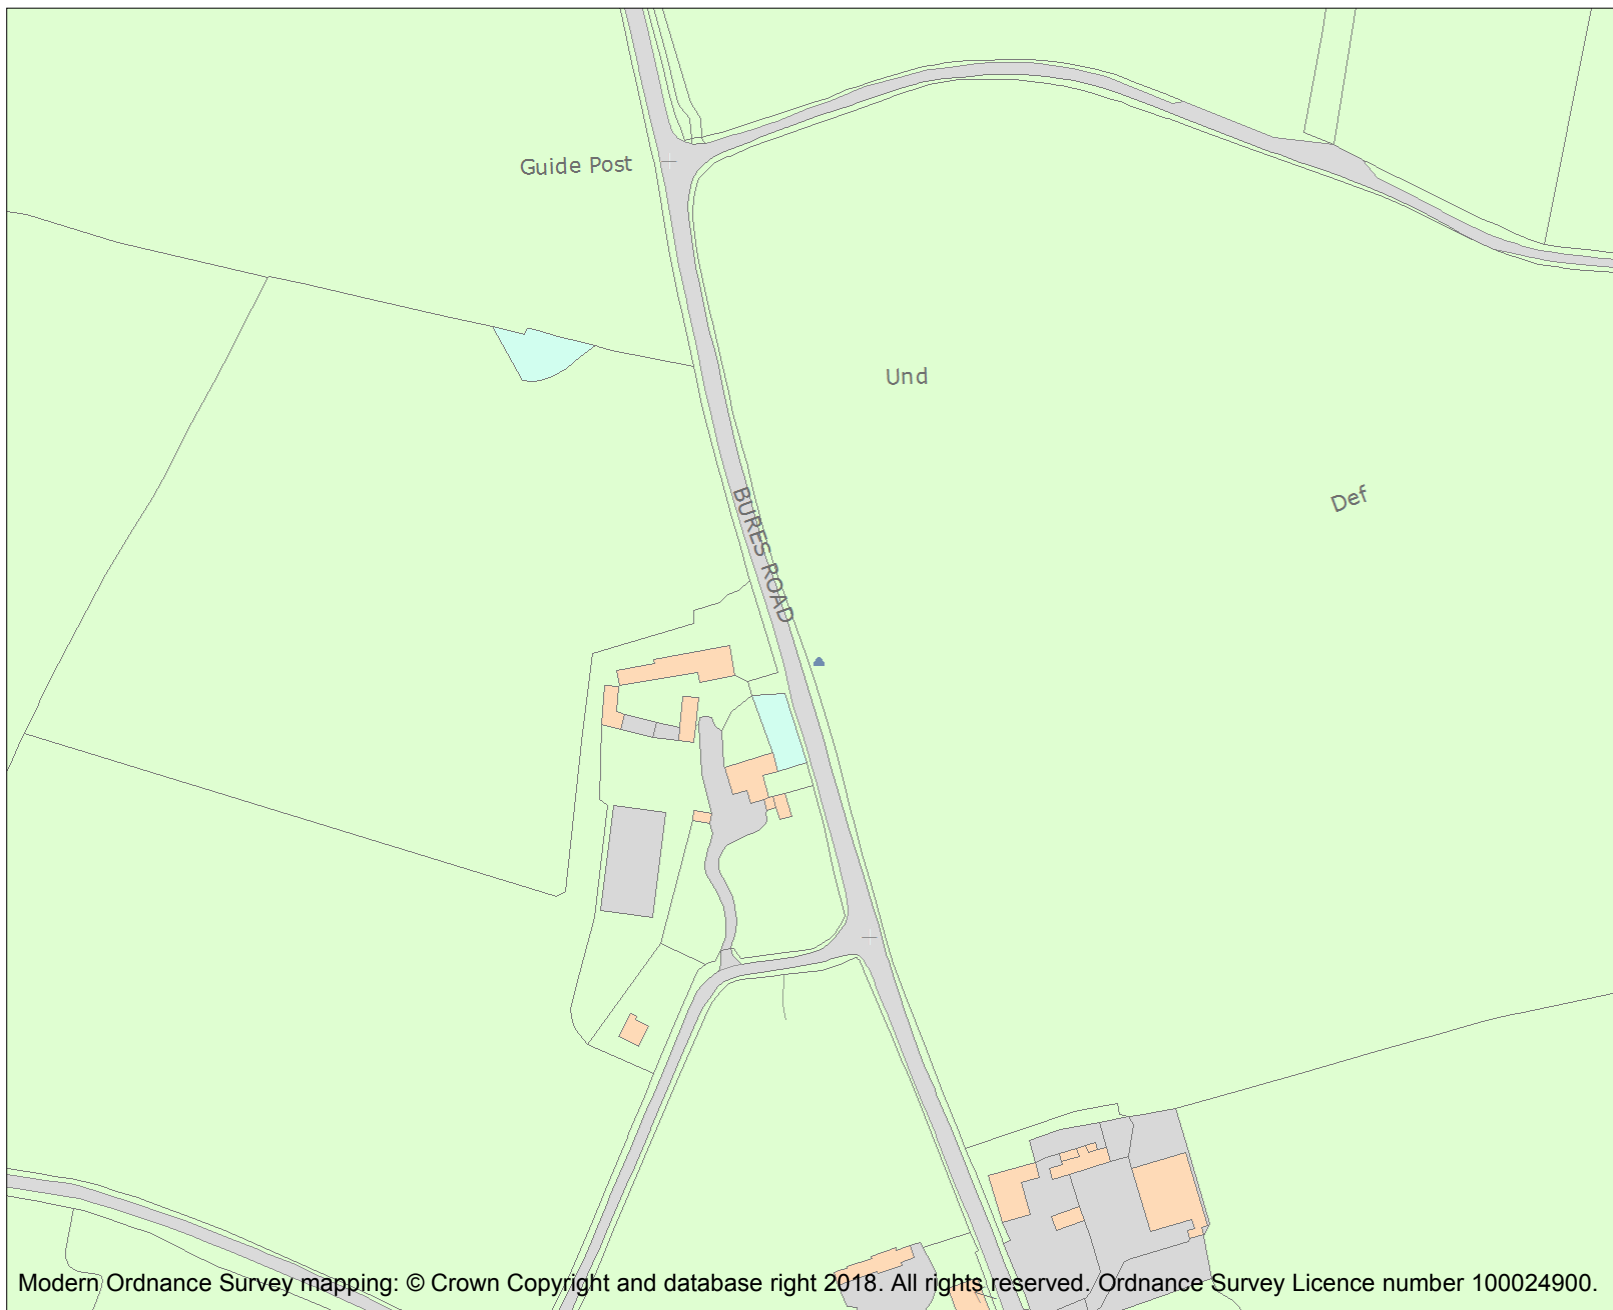 Guide Post
Und
Def
BURES ROAD
Modern Ordnance Survey mapping: © Crown Copyright and database right 2018. All rights reserved. Ordnance Survey Licence number 100024900.